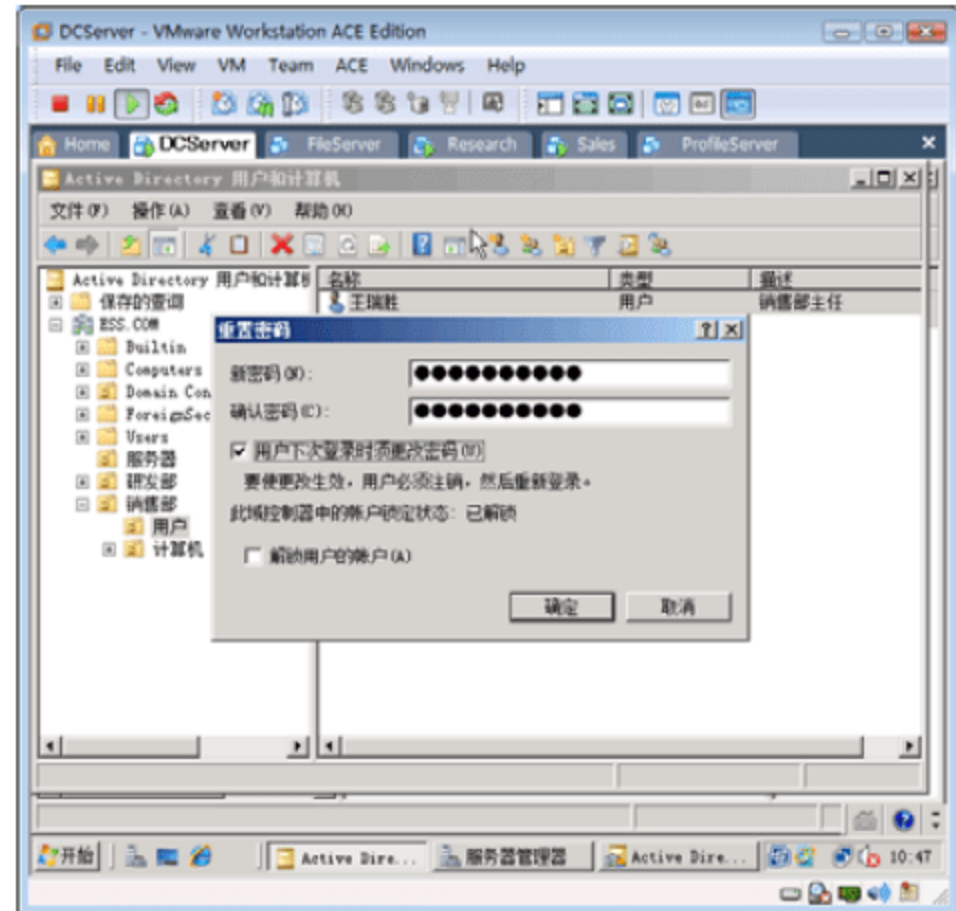 DCServer - VMware Workstation ACE Edition
File Edit View VM Team ACE Windows Help
Home DCServer FileServer Research Sales ProfileServer
Active Directory 用户和计算机
文件(F) 操作(A) 查看(V) 帮助(H)
Active Directory 用户和计算机 名称 类型 描述
保存的查询 王瑞胜 用户 销售部主任
ESS.COM
重置密码
Builtin
Computers
新密码(N): ●●●●●●●●●●
Domain Con
ForeignSec
确认密码(C): ●●●●●●●●●●
Users
服务器
用户下次登录时须更改密码(U)
研发部
要使更改生效，用户必须注销，然后重新登录。
销售部
此域控制器中的帐户锁定状态: 已解锁
用户
计算机
解锁用户的帐户(A)
确定 取消
开始 Active Dire... 服务器管理器 Active Dire... 10:47